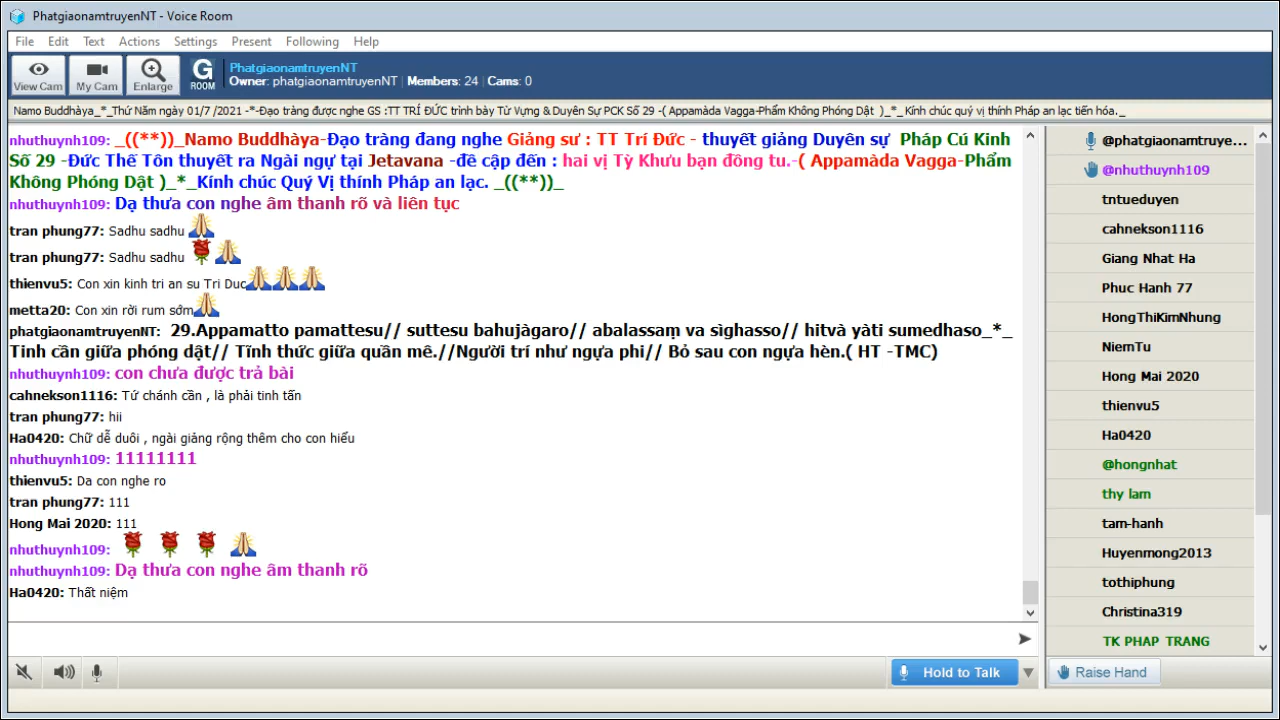 PhatgiaonamtruyenNT - Voice Room
File Edit Text Actions Settings Present Following Help
View Cam My Cam Enlarge G ROOM PhatgiaonamtruyenNT
Owner: phatgiaonamtruyenNT | Members: 24 | Cams: 0
Namo Buddhàya_*_Thứ Năm ngày 01/7 /2021 -*-Đạo tràng được nghe GS :TT TRÍ ĐỨC trình bày Từ Vựng & Duyên Sự PCK Số 29 -( Appamàda Vagga-Phẩm Không Phóng Dật )_*_Kính chúc quý vị thính Pháp an lạc tiến hóa._
nhuthuynh109: _((**))_Namo Buddhàya-Đạo tràng đang nghe Giảng sư : TT Trí Đức - thuyết giảng Duyên sự Pháp Cú Kinh
Số 29 -Đức Thế Tôn thuyết ra Ngài ngự tại Jetavana -đề cập đến : hai vị Tỳ Khưu bạn đồng tu.-( Appamàda Vagga-Phẩm
Không Phóng Dật )_*_Kính chúc Quý Vị thính Pháp an lạc. _((**))_
nhuthuynh109: Dạ thưa con nghe âm thanh rõ và liên tục
tran phung77: Sadhu sadhu
tran phung77: Sadhu sadhu
thienvu5: Con xin kinh tri an su Tri Duc
metta20: Con xin rời rum sớm
phatgiaonamtruyenNT: 29.Appamatto pamattesu// suttesu bahujàgaro// abalassaṃ va sìghasso// hitvà yàti sumedhaso_*_
Tinh cần giữa phóng dật// Tĩnh thức giữa quần mê.//Người trí như ngựa phi// Bỏ sau con ngựa hèn.( HT -TMC)
nhuthuynh109: con chưa được trả bài
cahnekson1116: Tứ chánh cần , là phải tinh tấn
tran phung77: hii
Ha0420: Chữ dễ duôi , ngài giảng rộng thêm cho con hiểu
nhuthuynh109: 11111111
thienvu5: Da con nghe ro
tran phung77: 111
Hong Mai 2020: 111
nhuthuynh109:
nhuthuynh109: Dạ thưa con nghe âm thanh rõ
Ha0420: Thất niệm
Hold to Talk
@phatgiaonamtruye...
@nhuthuynh109
tntueduyen
cahnekson1116
Giang Nhat Ha
Phuc Hanh 77
HongThiKimNhung
NiemTu
Hong Mai 2020
thienvu5
Ha0420
@hongnhat
thy lam
tam-hanh
Huyenmong2013
tothiphung
Christina319
TK PHAP TRANG
Raise Hand